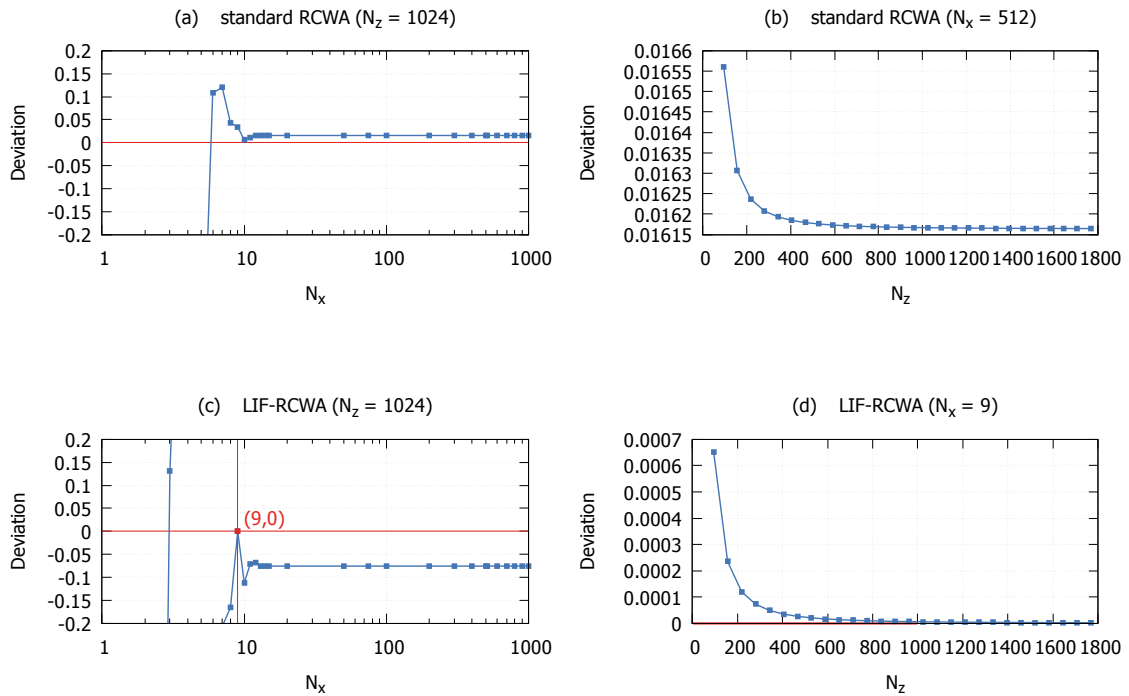 (a) standard RCWA (N_z = 1024)
0.2
0.15
0.1
0.05
0
-0.05
-0.1
-0.15
-0.2
Deviation
1 10 100 1000
N_x
(b) standard RCWA (N_x = 512)
0.0166
0.01655
0.0165
0.01645
0.0164
0.01635
0.0163
0.01625
0.0162
0.01615
Deviation
0 200 400 600 800 1000 1200 1400 1600 1800
N_z
(c) LIF-RCWA (N_z = 1024)
0.2
0.15
0.1
0.05
0
-0.05
-0.1
-0.15
-0.2
Deviation
(9,0)
1 10 100 1000
N_x
(d) LIF-RCWA (N_x = 9)
0.0007
0.0006
0.0005
0.0004
0.0003
0.0002
0.0001
0
Deviation
0 200 400 600 800 1000 1200 1400 1600 1800
N_z